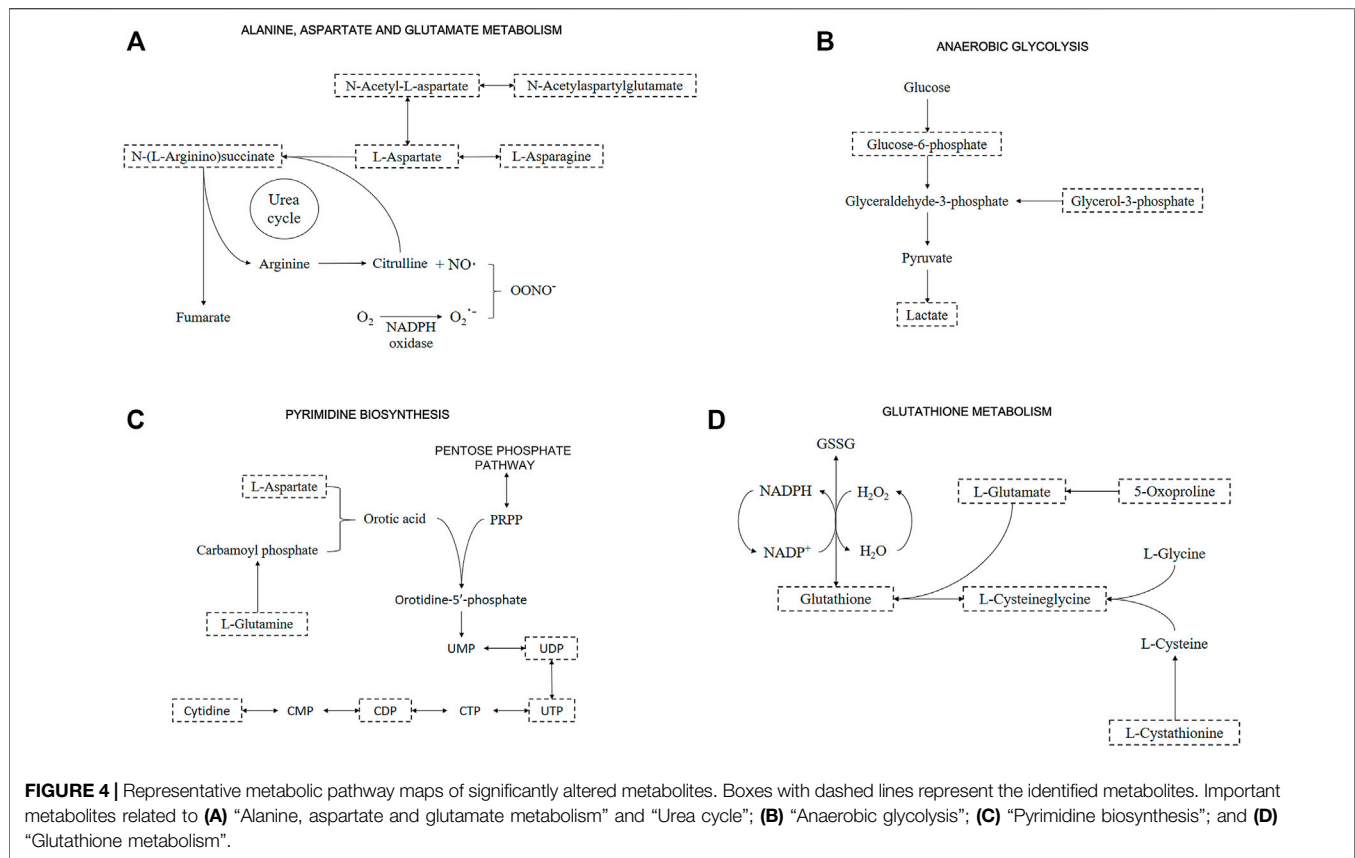 A
ALANINE, ASPARTATE AND GLUTAMATE METABOLISM
N-Acetyl-L-aspartate
N-Acetylaspartylglutamate
N-(L-Arginino)succinate
L-Aspartate
L-Asparagine
Urea
cycle
Arginine
Citrulline
+ NO·
OONO⁻
Fumarate
O₂
NADPH
oxidase
O₂·⁻
B
ANAEROBIC GLYCOLYSIS
Glucose
Glucose-6-phosphate
Glyceraldehyde-3-phosphate
Glycerol-3-phosphate
Pyruvate
Lactate
C
PYRIMIDINE BIOSYNTHESIS
PENTOSE PHOSPHATE
PATHWAY
L-Aspartate
Orotic acid
PRPP
Carbamoyl phosphate
Orotidine-5′-phosphate
L-Glutamine
UMP
UDP
Cytidine
CMP
CDP
CTP
UTP
D
GLUTATHIONE METABOLISM
GSSG
NADPH
H₂O₂
L-Glutamate
5-Oxoproline
NADP⁺
H₂O
L-Glycine
Glutathione
L-Cysteineglycine
L-Cysteine
L-Cystathionine
FIGURE 4 | Representative metabolic pathway maps of significantly altered metabolites. Boxes with dashed lines represent the identified metabolites. Important
metabolites related to (A) “Alanine, aspartate and glutamate metabolism” and “Urea cycle”; (B) “Anaerobic glycolysis”; (C) “Pyrimidine biosynthesis”; and (D)
“Glutathione metabolism”.